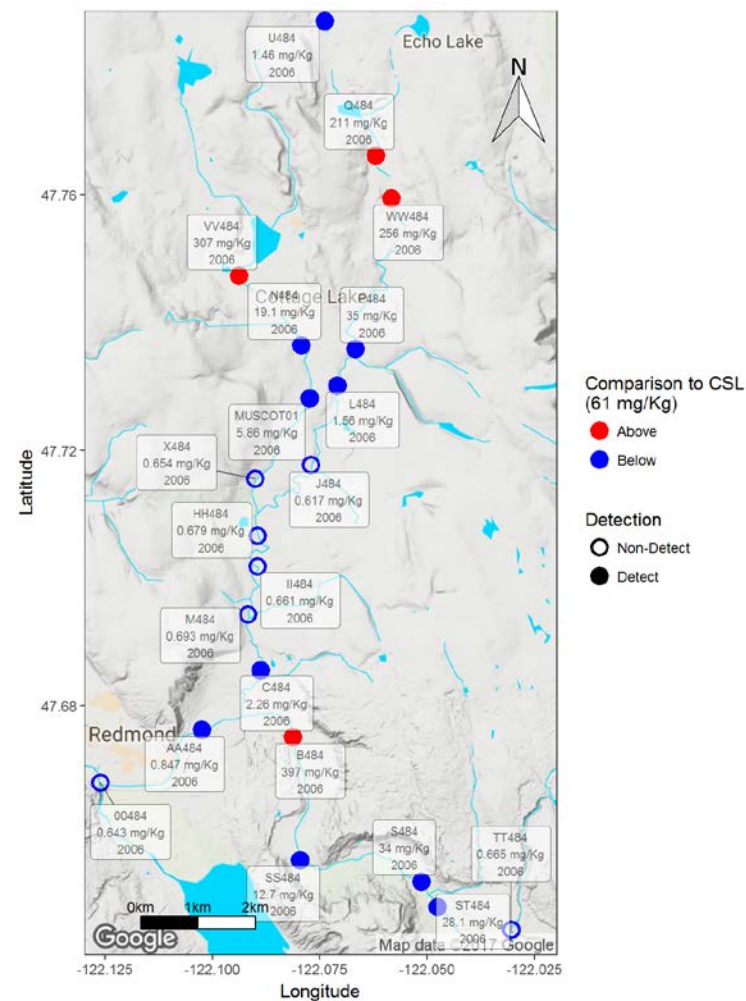 U484
1.46 mg/Kg
2006
Echo Lake
N
Q484
211 mg/Kg
2006
47.76
WW484
256 mg/Kg
2006
VV484
307 mg/Kg
2006
Cottage Lake
N484
19.1 mg/Kg
2006
P484
35 mg/Kg
2006
Comparison to CSL
(61 mg/Kg)
Above
Below
L484
1.56 mg/Kg
2006
MUSCOT01
5.86 mg/Kg
2006
47.72
X484
0.654 mg/Kg
2006
J484
0.617 mg/Kg
2006
Latitude
HH484
0.679 mg/Kg
2006
Detection
Non-Detect
Detect
II484
0.661 mg/Kg
2006
M484
0.693 mg/Kg
2006
C484
2.26 mg/Kg
2006
47.68
Redmond
AA484
0.847 mg/Kg
2006
B484
397 mg/Kg
2006
00484
0.643 mg/Kg
2006
S484
34 mg/Kg
2006
TT484
0.665 mg/Kg
2006
SS484
12.7 mg/Kg
2006
ST484
28.1 mg/Kg
2006
0km 1km 2km
Google
Map data ©2017 Google
-122.125 -122.100 -122.075 -122.050 -122.025
Longitude